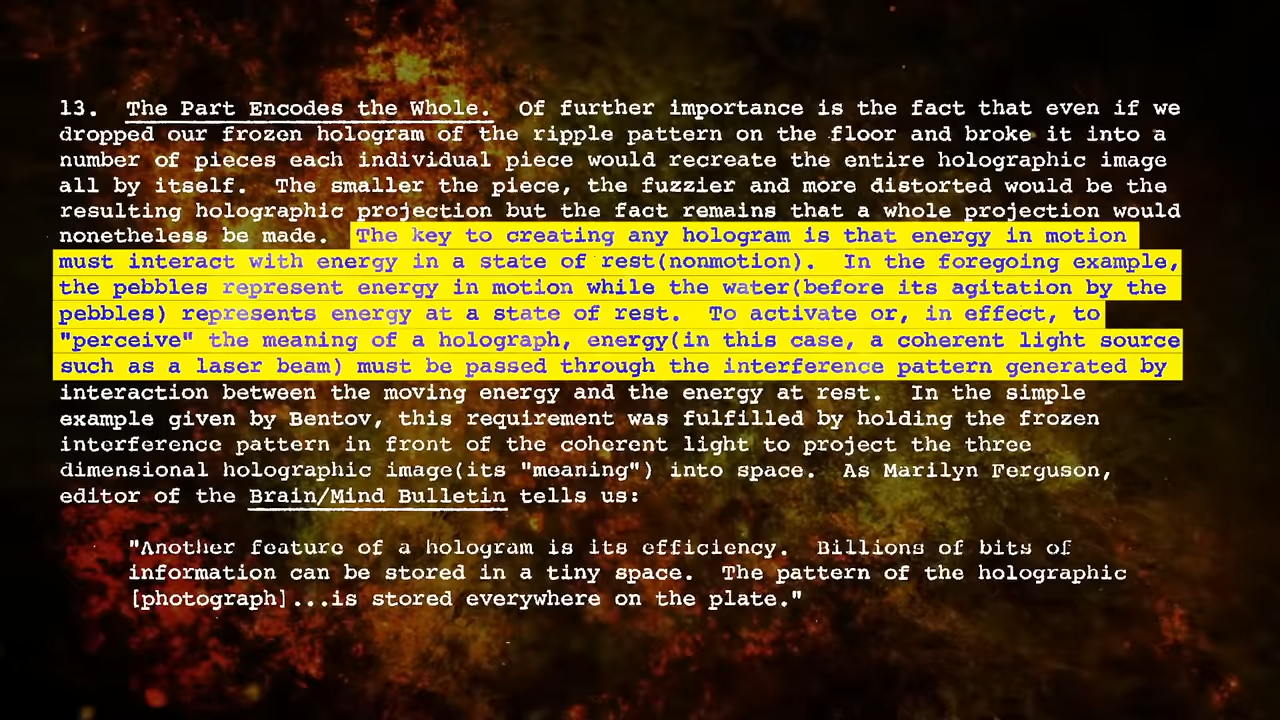 13.  The Part Encodes the Whole.  Of further importance is the fact that even if we
dropped our frozen hologram of the ripple pattern on the floor and broke it into a
number of pieces each individual piece would recreate the entire holographic image
all by itself.  The smaller the piece, the fuzzier and more distorted would be the
resulting holographic projection but the fact remains that a whole projection would
nonetheless be made.  The key to creating any hologram is that energy in motion
must interact with energy in a state of rest(nonmotion).  In the foregoing example,
the pebbles represent energy in motion while the water(before its agitation by the
pebbles) represents energy at a state of rest.  To activate or, in effect, to
"perceive" the meaning of a holograph, energy(in this case, a coherent light source
such as a laser beam) must be passed through the interference pattern generated by
interaction between the moving energy and the energy at rest.  In the simple
example given by Bentov, this requirement was fulfilled by holding the frozen
interference pattern in front of the coherent light to project the three
dimensional holographic image(its "meaning") into space.  As Marilyn Ferguson,
editor of the Brain/Mind Bulletin tells us:
"Another feature of a hologram is its efficiency.  Billions of bits of
information can be stored in a tiny space.  The pattern of the holographic
[photograph]...is stored everywhere on the plate."